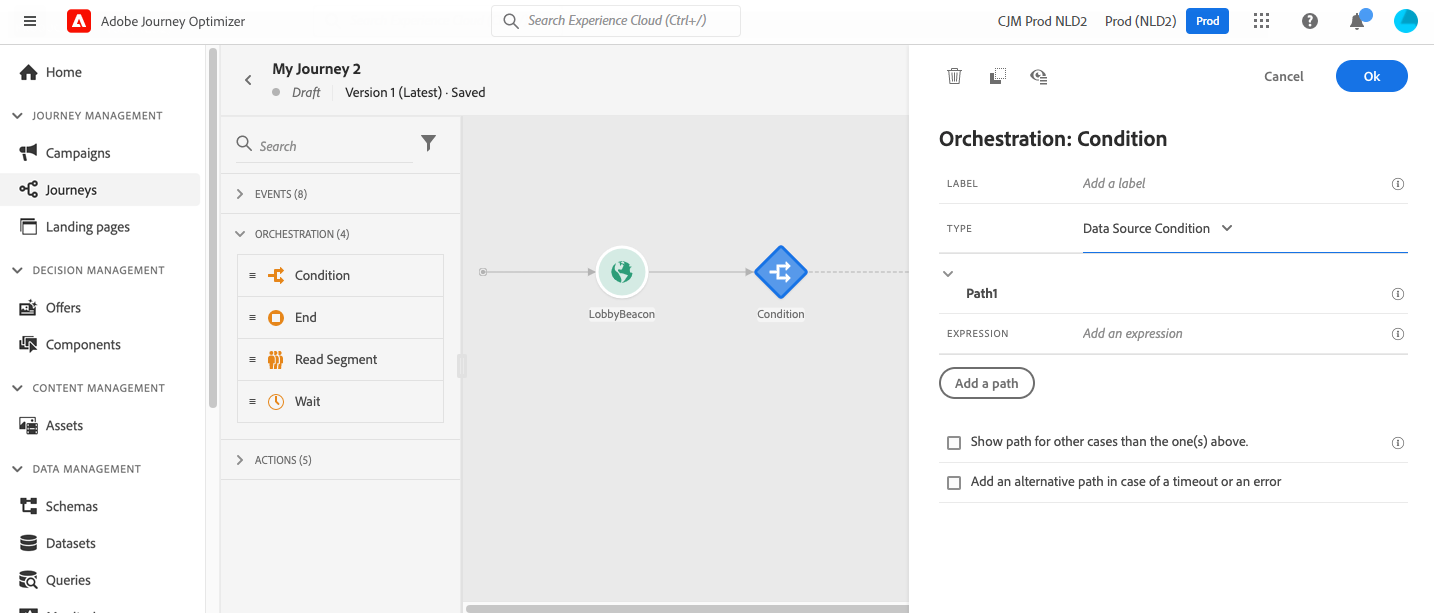 Adobe Journey Optimizer
Search Experience Cloud (Ctrl+/)
CJM Prod NLD2
Prod (NLD2)
Prod
Home
JOURNEY MANAGEMENT
Campaigns
Journeys
Landing pages
DECISION MANAGEMENT
Offers
Components
CONTENT MANAGEMENT
Assets
DATA MANAGEMENT
Schemas
Datasets
Queries
My Journey 2
Draft
Version 1 (Latest) · Saved
Search
EVENTS (8)
ORCHESTRATION (4)
Condition
End
Read Segment
Wait
ACTIONS (5)
LobbyBeacon
Condition
Cancel
Ok
Orchestration: Condition
LABEL
Add a label
TYPE
Data Source Condition
Path1
EXPRESSION
Add an expression
Add a path
Show path for other cases than the one(s) above.
Add an alternative path in case of a timeout or an error